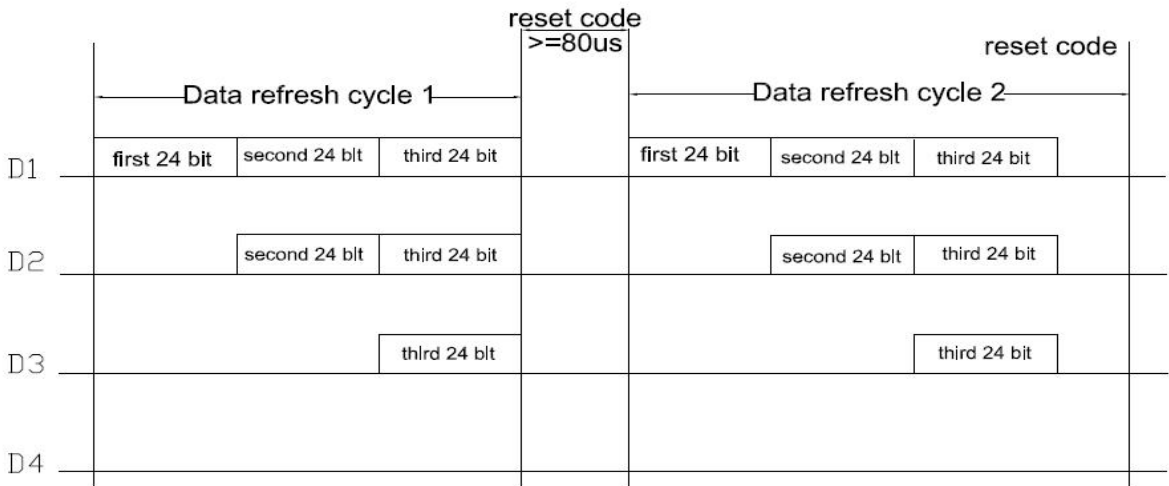 reset code
>=80us
reset code
Data refresh cycle 1
Data refresh cycle 2
D1 first 24 bit second 24 blt third 24 bit first 24 bit second 24 blt third 24 bit
D2 second 24 blt third 24 bit second 24 blt third 24 bit
D3 thlrd 24 blt third 24 bit
D4